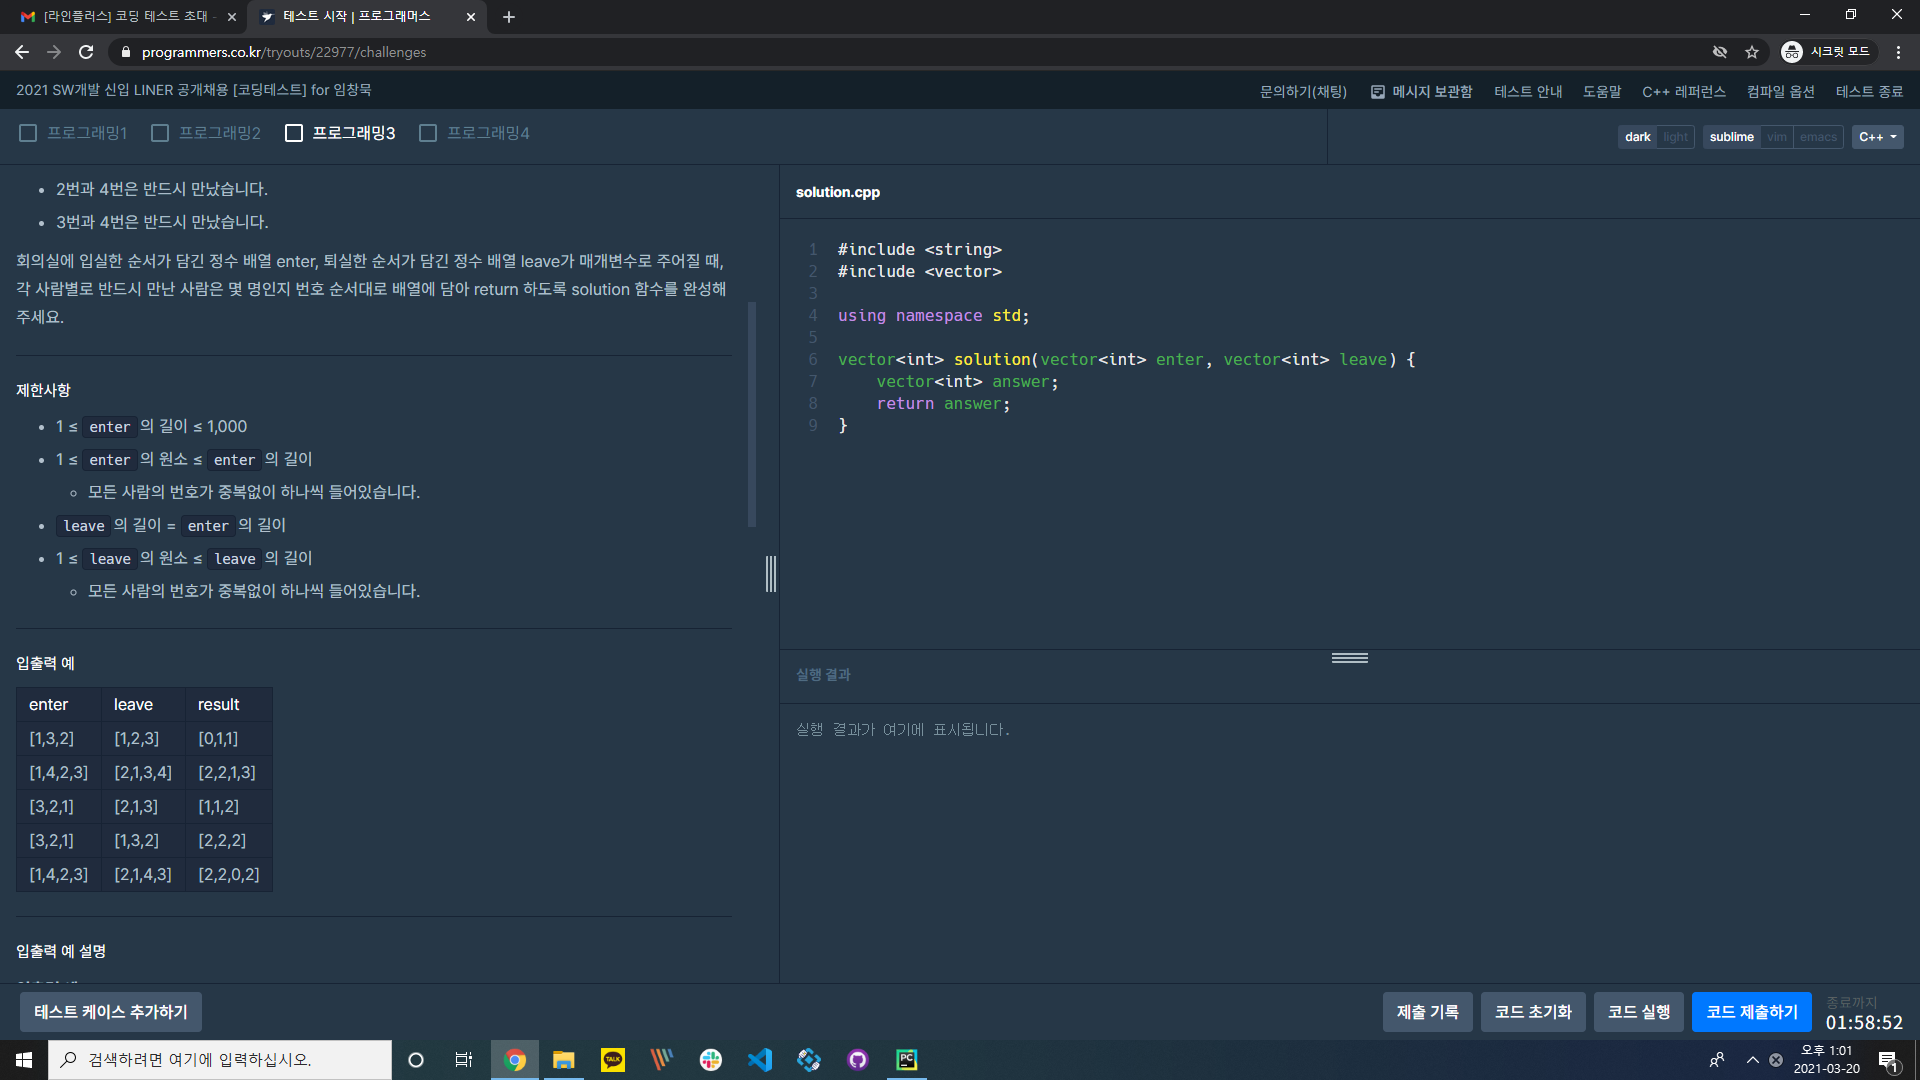 [라인플러스] 코딩 테스트 초대 -
테스트 시작 | 프로그래머스
programmers.co.kr/tryouts/22977/challenges
시크릿 모드
2021 SW개발 신입 LINER 공개채용 [코딩테스트] for 임창묵
문의하기(채팅)
메시지 보관함
테스트 안내
도움말
C++ 레퍼런스
컴파일 옵션
테스트 종료
프로그래밍1
프로그래밍2
프로그래밍3
프로그래밍4
dark light
sublime vim emacs
C++
2번과 4번은 반드시 만났습니다.
3번과 4번은 반드시 만났습니다.
회의실에 입실한 순서가 담긴 정수 배열 enter, 퇴실한 순서가 담긴 정수 배열 leave가 매개변수로 주어질 때,
각 사람별로 반드시 만난 사람은 몇 명인지 번호 순서대로 배열에 담아 return 하도록 solution 함수를 완성해
주세요.
제한사항
1 ≤ enter 의 길이 ≤ 1,000
1 ≤ enter 의 원소 ≤ enter 의 길이
모든 사람의 번호가 중복없이 하나씩 들어있습니다.
leave 의 길이 = enter 의 길이
1 ≤ leave 의 원소 ≤ leave 의 길이
모든 사람의 번호가 중복없이 하나씩 들어있습니다.
입출력 예
enter leave result
[1,3,2] [1,2,3] [0,1,1]
[1,4,2,3] [2,1,3,4] [2,2,1,3]
[3,2,1] [2,1,3] [1,1,2]
[3,2,1] [1,3,2] [2,2,2]
[1,4,2,3] [2,1,4,3] [2,2,0,2]
입출력 예 설명
solution.cpp
1 #include <string>
2 #include <vector>
3
4 using namespace std;
5
6 vector<int> solution(vector<int> enter, vector<int> leave) {
7 vector<int> answer;
8 return answer;
9 }
실행 결과
실행 결과가 여기에 표시됩니다.
테스트 케이스 추가하기
제출 기록
코드 초기화
코드 실행
코드 제출하기
종료까지
01:58:52
검색하려면 여기에 입력하십시오.
TALK
PC
오후 1:01
2021-03-20
1